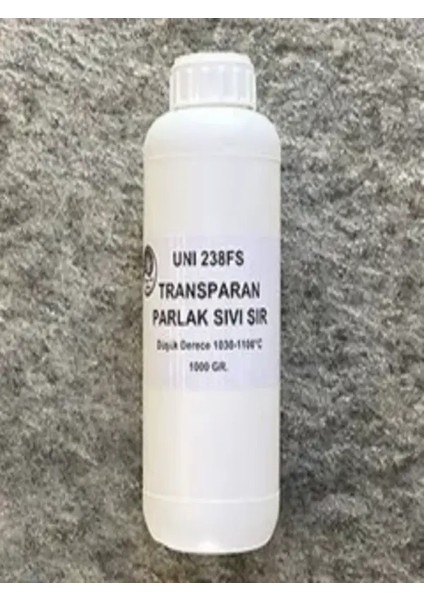 UNI 238FS
TRANSPARAN
PARLAK SIVI SIR
Düşük Derece 1030-1100°C
1000 GR.